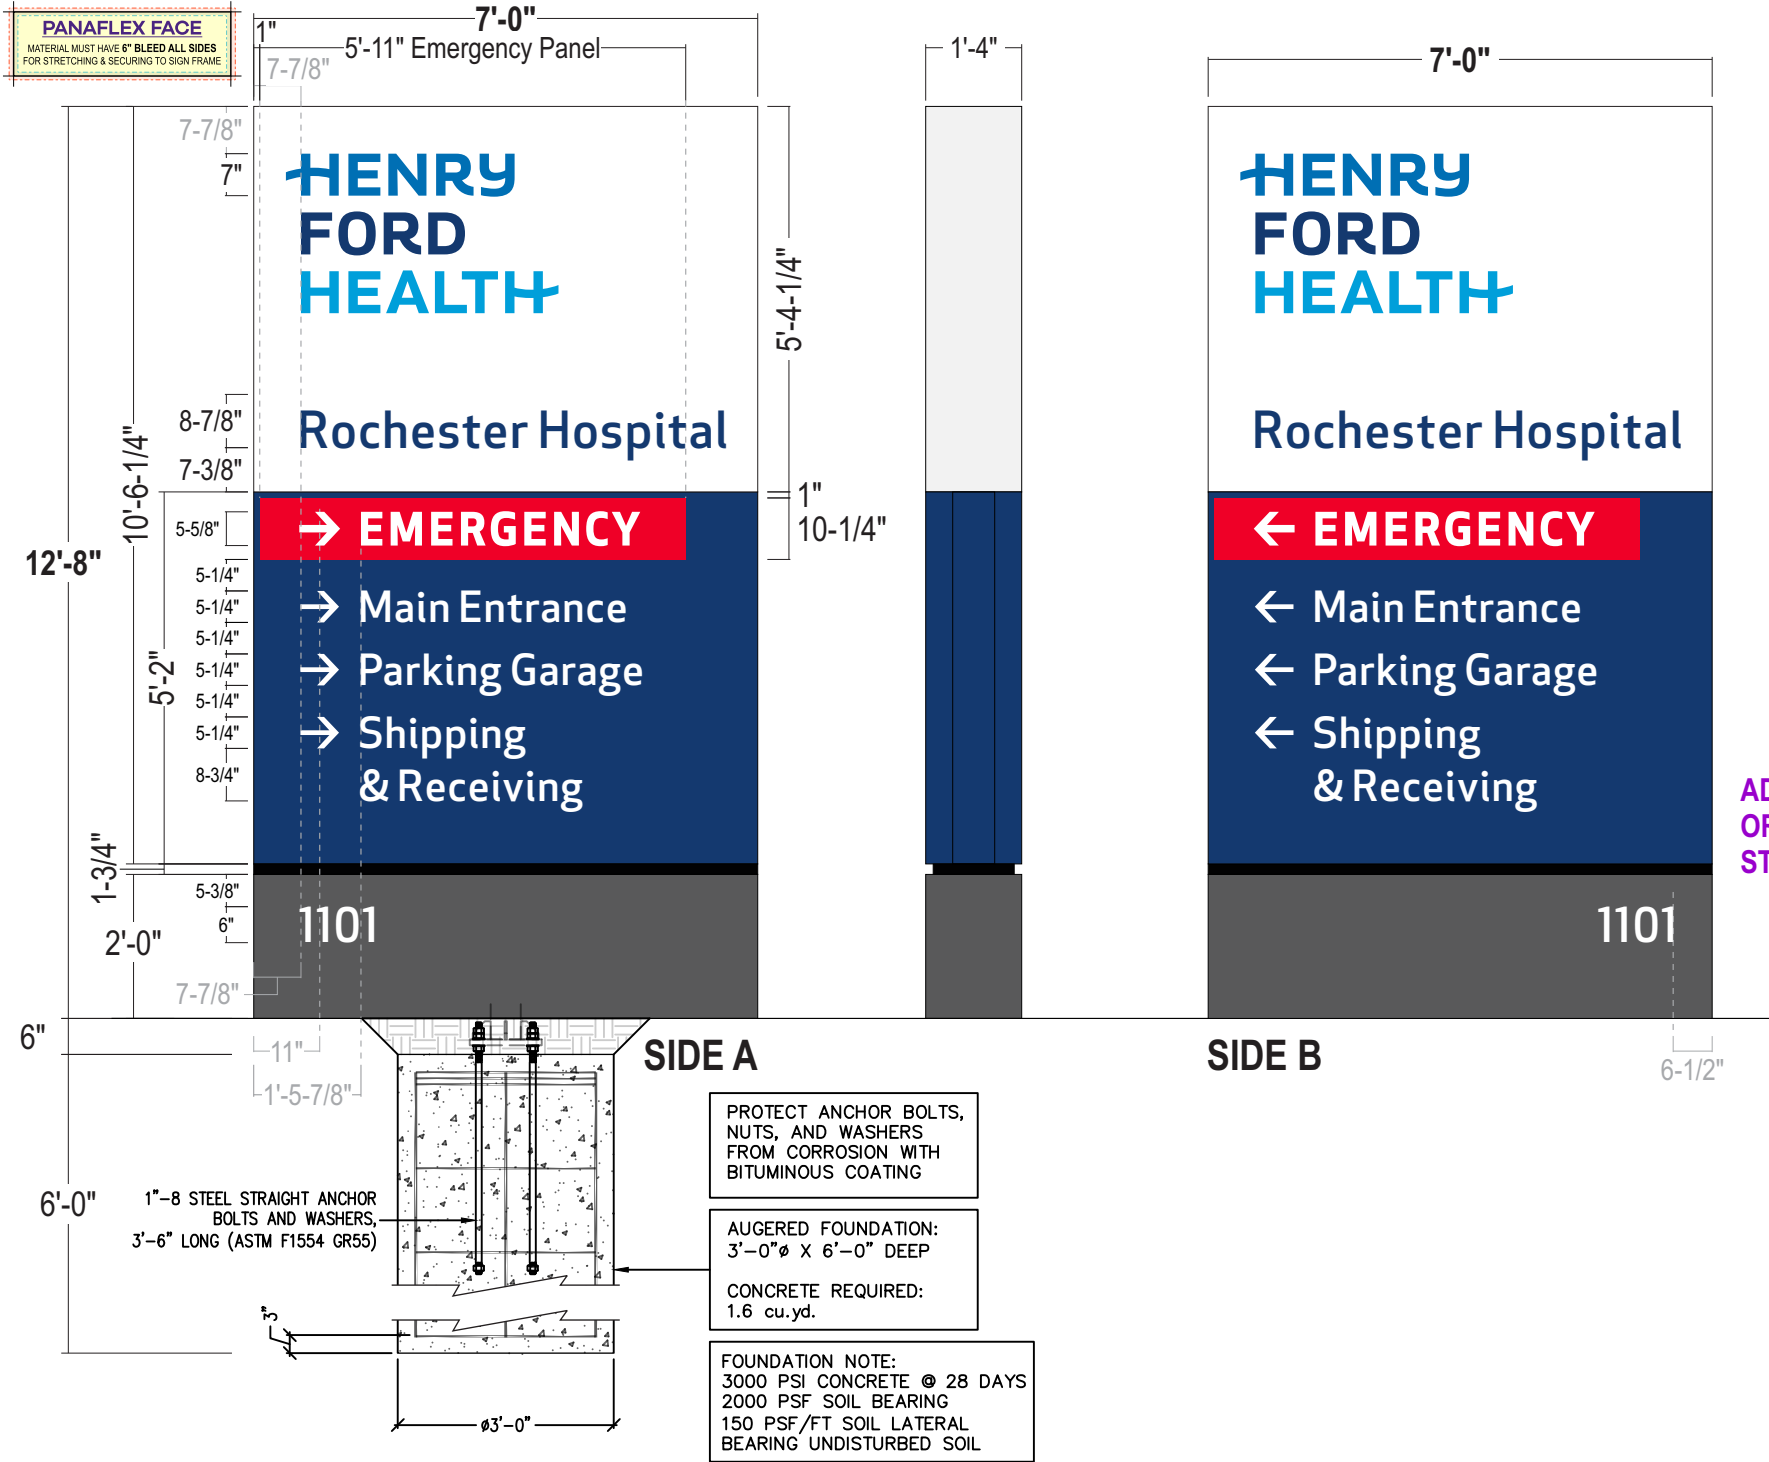 PANAFLEX FACE
MATERIAL MUST HAVE 6" BLEED ALL SIDES
FOR STRETCHING & SECURING TO SIGN FRAME
7'-0"
1"
5'-11" Emergency Panel
7-7/8"
1'-4"
7'-0"
7-7/8"
7"
HENRY
FORD
HEALTH
5'-4-1/4"
8-7/8"
7-3/8"
Rochester Hospital
10'-6-1/4"
12'-8"
5'-2"
1-3/4"
2'-0"
1"
10-1/4"
5-5/8"
5-1/4"
5-1/4"
5-1/4"
5-1/4"
5-1/4"
5-1/4"
8-3/4"
→ EMERGENCY
→ Main Entrance
→ Parking Garage
→ Shipping
& Receiving
5-3/8"
6"
1101
7-7/8"
HENRY
FORD
HEALTH
Rochester Hospital
← EMERGENCY
← Main Entrance
← Parking Garage
← Shipping
& Receiving
1101
6"
11"
1'-5-7/8"
SIDE A
SIDE B
6-1/2"
6'-0"
1"-8 STEEL STRAIGHT ANCHOR
BOLTS AND WASHERS,
3'-6" LONG (ASTM F1554 GR55)
3"
ø3'-0"
PROTECT ANCHOR BOLTS,
NUTS, AND WASHERS
FROM CORROSION WITH
BITUMINOUS COATING
AUGERED FOUNDATION:
3'-0"ø X 6'-0" DEEP
CONCRETE REQUIRED:
1.6 cu.yd.
FOUNDATION NOTE:
3000 PSI CONCRETE @ 28 DAYS
2000 PSF SOIL BEARING
150 PSF/FT SOIL LATERAL
BEARING UNDISTURBED SOIL